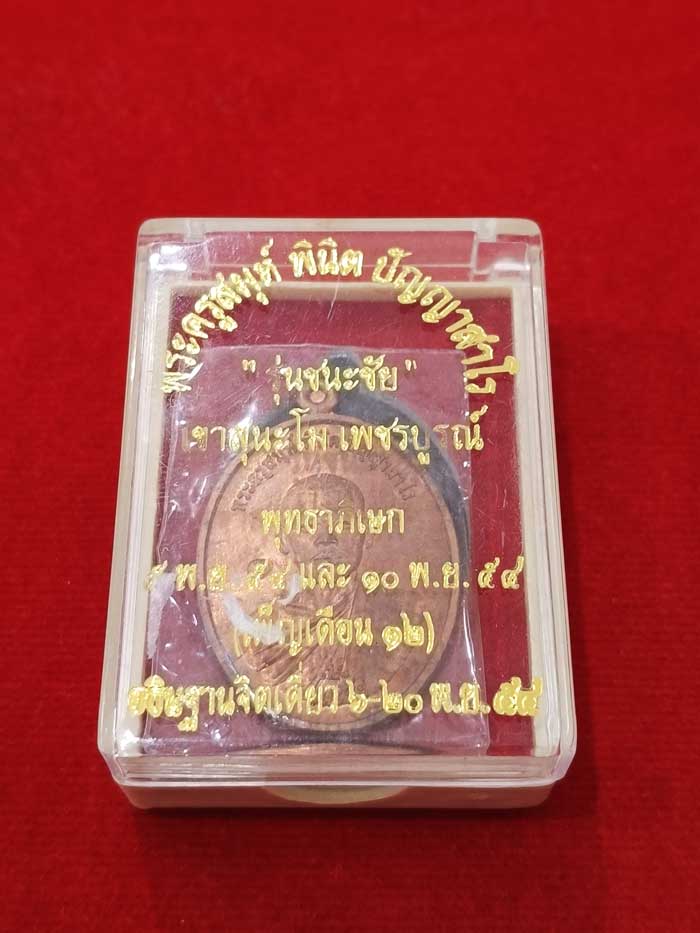 พระครูสมุห์ พินิต ปัญญาสาโร
"รุ่นชนะชัย"
เขาสุนะโม เพชรบูรณ์
พุทธาภิเษก
๕ พ.ย. ๕๔ และ ๑๐ พ.ย. ๕๔
(เพ็ญเดือน ๑๒)
อธิษฐานจิตเดี่ยว ๖-๒๐ พ.ย. ๕๔